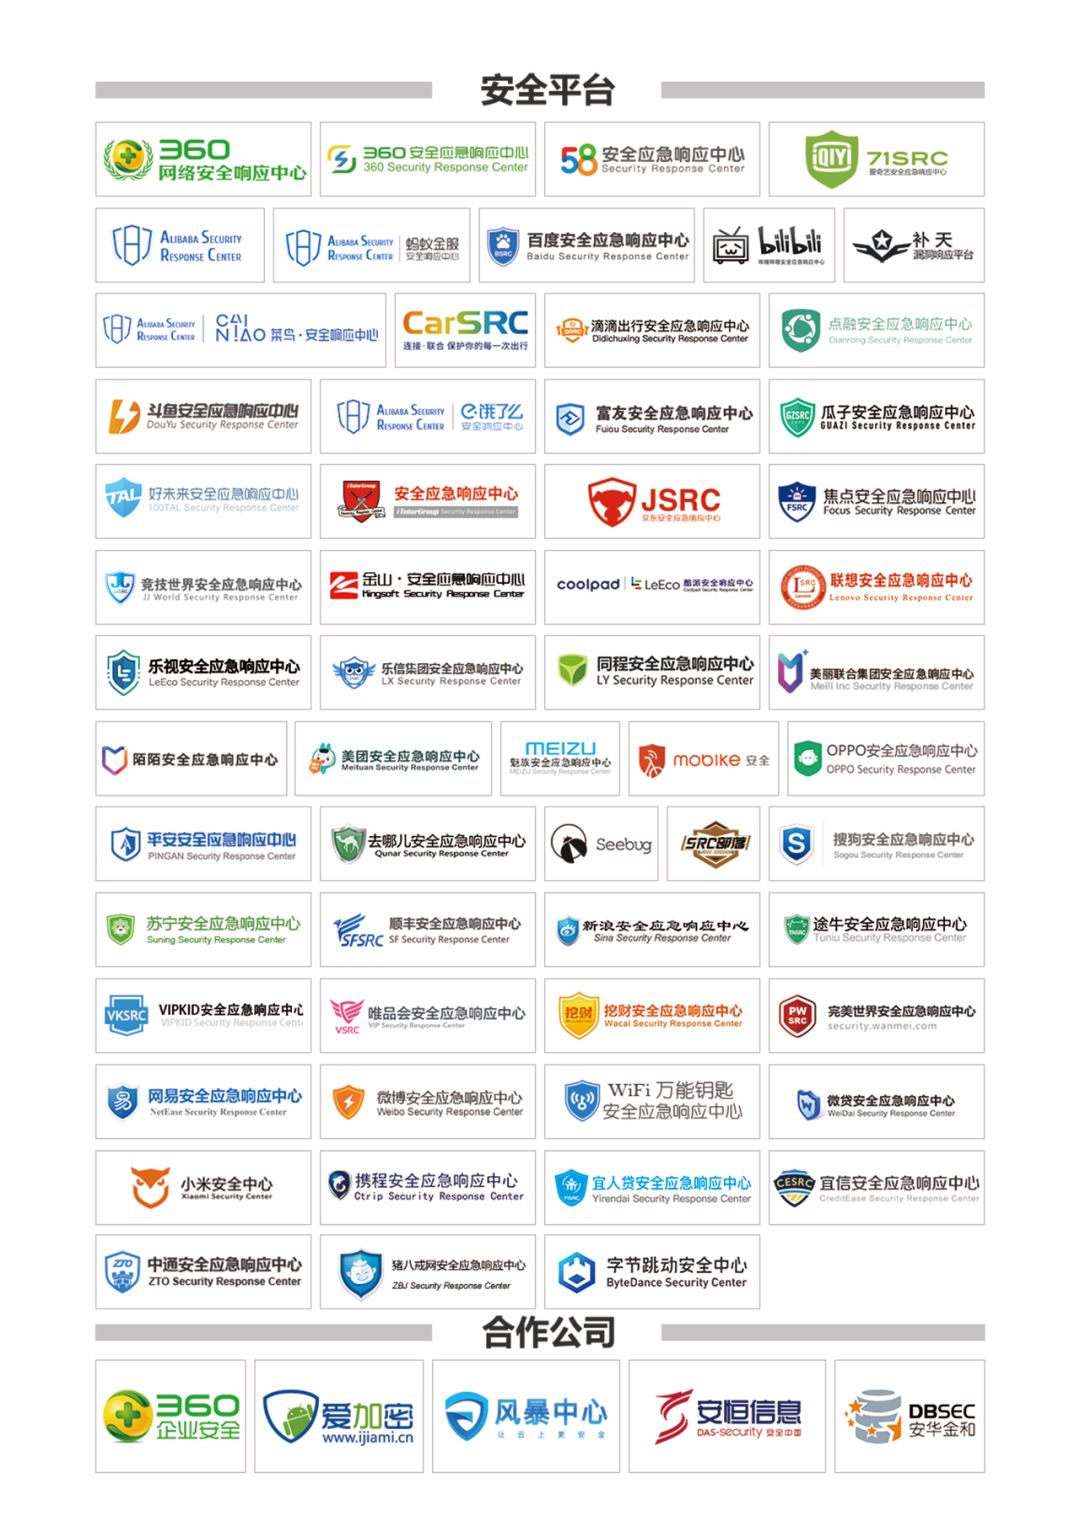 安全平台
360
网络安全响应中心
360 安全应急响应中心
360 Security Response Center
58 安全应急响应中心
Security Response Center
iQIYI
71SRC
爱奇艺安全应急响应中心
ALIBABA SECURITY
RESPONSE CENTER
ALIBABA SECURITY
RESPONSE CENTER
蚂蚁金服
安全响应中心
BSRC
百度安全应急响应中心
Baidu Security Response Center
bilibili
哔哩哔哩安全应急响应中心
补天
漏洞响应平台
ALIBABA SECURITY
RESPONSE CENTER
CAI
NIAO 菜鸟·安全响应中心
CarSRC
连接·联合 保护你的每一次出行
DSRC
滴滴出行安全应急响应中心
Didichuxing Security Response Center
点融安全应急响应中心
Dianrong Security Response Center
斗鱼安全应急响应中心
DouYu Security Response Center
ALIBABA SECURITY
RESPONSE CENTER
饿了么
安全响应中心
富友安全应急响应中心
Fuiou Security Response Center
GZSRC
瓜子安全应急响应中心
GUAZI Security Response Center
TAL
好未来安全应急响应中心
100TAL Security Response Center
iTutorGroup
安全应急响应中心
iTutorGroup Security Response Center
JSRC
京东安全应急响应中心
FSRC
焦点安全应急响应中心
Focus Security Response Center
JJ
竞技世界安全应急响应中心
JJ World Security Response Center
金山·安全应急响应中心
Kingsoft Security Response Center
coolpad LeEco 酷派安全响应中心
Coolpad Security Response Center
LSRC
Lenovo
联想安全应急响应中心
Lenovo Security Response Center
乐视安全应急响应中心
LeEco Security Response Center
乐信集团安全应急响应中心
LX Security Response Center
同程安全应急响应中心
LY Security Response Center
美丽联合集团安全应急响应中心
Meili Inc Security Response Center
陌陌安全应急响应中心
美团安全应急响应中心
Meituan Security Response Center
MEIZU
魅族安全应急响应中心
MEIZU Security Response Center
mobike 安全
OPPO安全应急响应中心
OPPO Security Response Center
平安安全应急响应中心
PINGAN Security Response Center
去哪儿安全应急响应中心
Qunar Security Response Center
Seebug
SRC部落
S
搜狗安全应急响应中心
Sogou Security Response Center
苏宁安全应急响应中心
Suning Security Response Center
SFSRC
顺丰安全应急响应中心
SF Security Response Center
新浪安全应急响应中心
Sina Security Response Center
TNSRC
途牛安全应急响应中心
Tuniu Security Response Center
VKSRC
VIPKID安全应急响应中心
VIPKID Security Response Cente
VSRC
唯品会安全应急响应中心
VIP Security Response Center
挖财
挖财安全应急响应中心
Wacai Security Response Center
PW
SRC
完美世界安全应急响应中心
security.wanmei.com
易
网易安全应急响应中心
NetEase Security Response Center
微博安全应急响应中心
Weibo Security Response Center
WiFi 万能钥匙
安全应急响应中心
W
微贷安全应急响应中心
WeiDai Security Response Center
小米安全中心
Xiaomi Security Center
携程安全应急响应中心
Ctrip Security Response Center
YISRC
宜人贷安全应急响应中心
Yirendai Security Response Center
CESRC
宜信安全应急响应中心
CreditEase Security Response Center
ZTO
中通安全应急响应中心
ZTO Security Response Center
猪八戒网安全应急响应中心
ZBJ Security Response Center
字节跳动安全中心
ByteDance Security Center
合作公司
360
企业安全
爱加密
www.ijiami.cn
风暴中心
让云上更安全
安恒信息
DAS-security 安全中国
DBSEC
安华金和